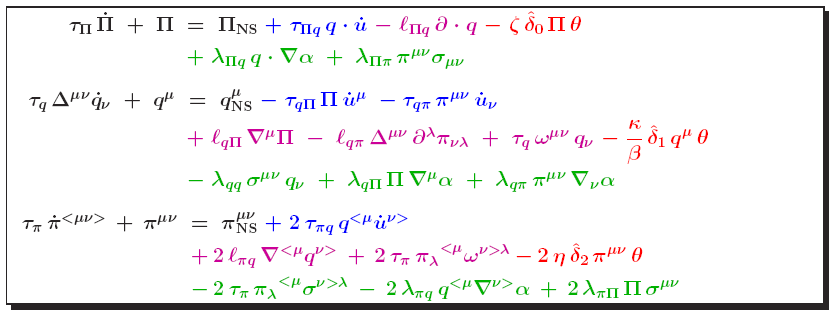 τ_Π Π̇ + Π = Π_NS + τ_Πq q · u̇ − ℓ_Πq ∂ · q − ζ δ̂_0 Π θ
+ λ_Πq q · ∇α + λ_Ππ π^{μν} σ_{μν}
τ_q Δ^{μν} q̇_ν + q^μ = q^μ_NS − τ_qΠ Π u̇^μ − τ_qπ π^{μν} u̇_ν
+ ℓ_qΠ ∇^μ Π − ℓ_qπ Δ^{μν} ∂^λ π_{νλ} + τ_q ω^{μν} q_ν − κ/β δ̂_1 q^μ θ
− λ_qq σ^{μν} q_ν + λ_qΠ Π ∇^μ α + λ_qπ π^{μν} ∇_ν α
τ_π π̇^{<μν>} + π^{μν} = π^{μν}_NS + 2 τ_πq q^{<μ} u̇^{ν>}
+ 2 ℓ_πq ∇^{<μ} q^{ν>} + 2 τ_π π_λ^{<μ} ω^{ν>λ} − 2 η δ̂_2 π^{μν} θ
− 2 τ_π π_λ^{<μ} σ^{ν>λ} − 2 λ_πq q^{<μ} ∇^{ν>} α + 2 λ_πΠ Π σ^{μν}